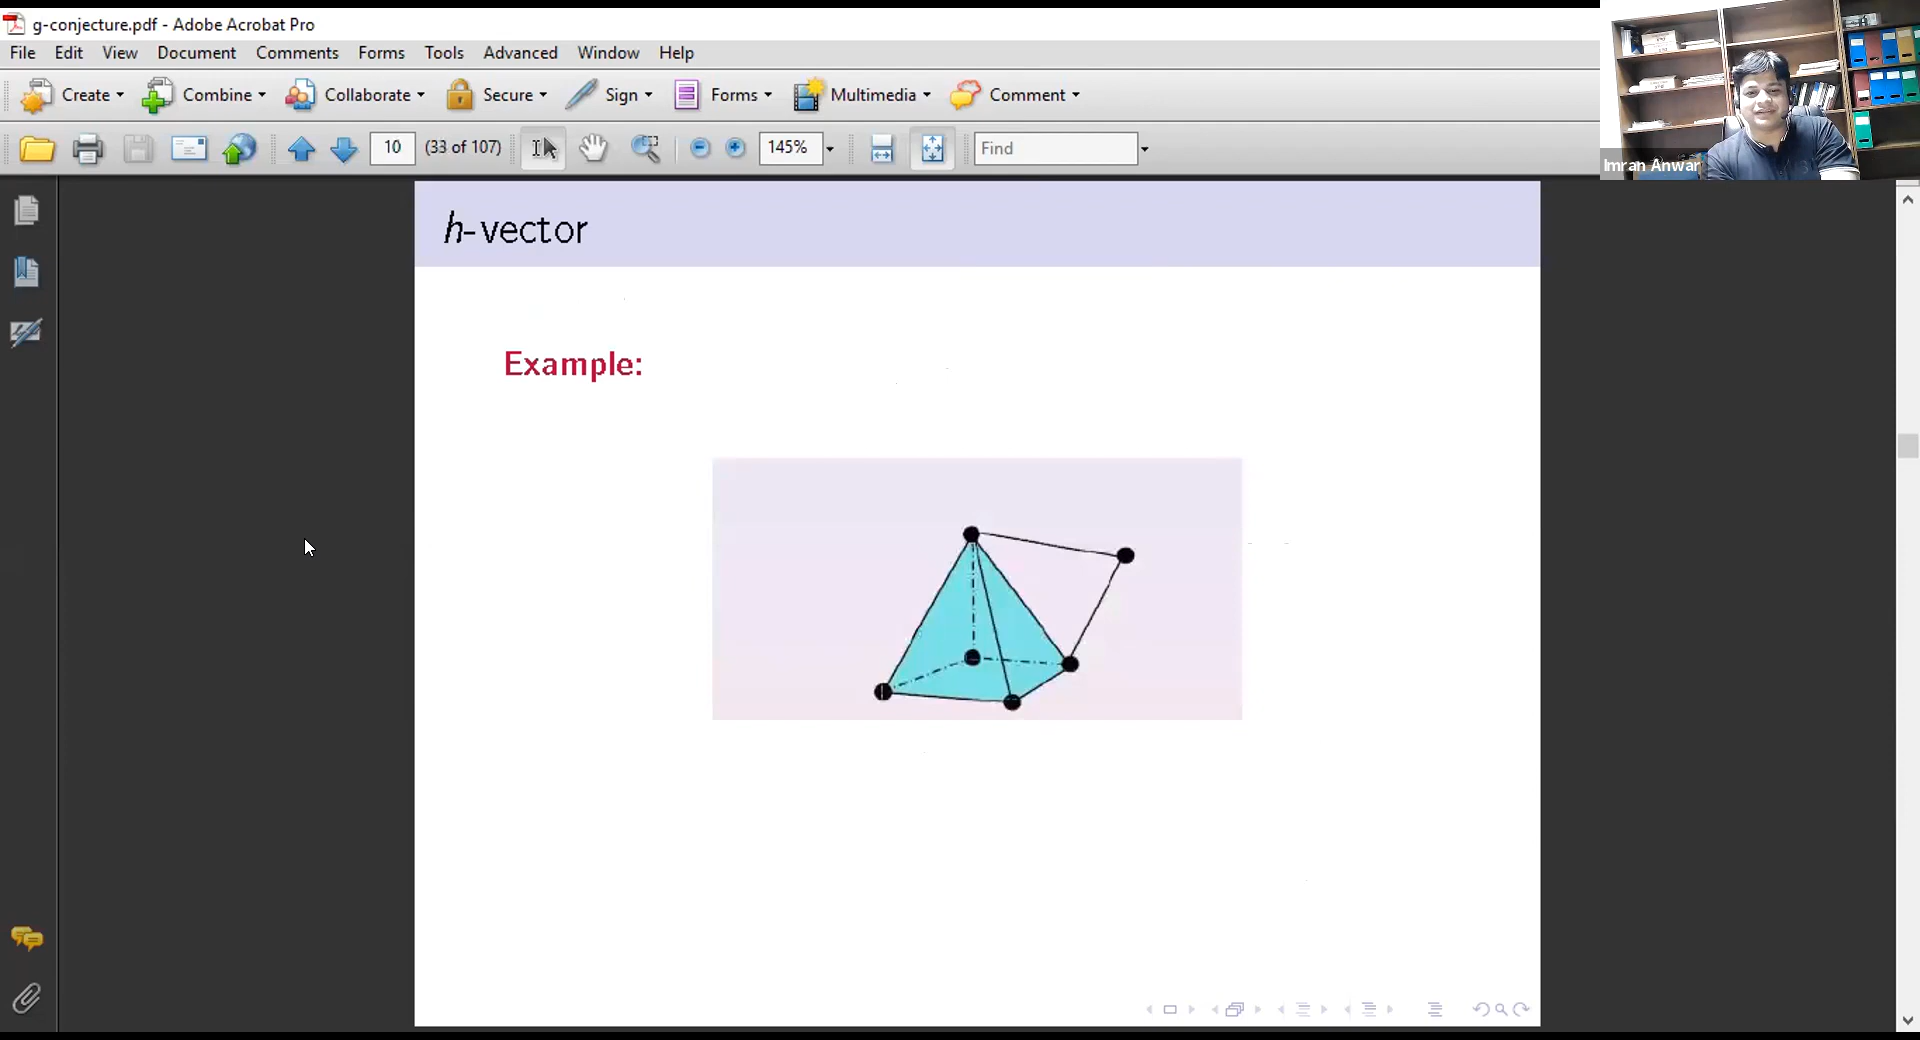 g-conjecture.pdf - Adobe Acrobat Pro
File Edit View Document Comments Forms Tools Advanced Window Help
Create Combine Collaborate Secure Sign Forms Multimedia Comment
10 (33 of 107) 145% Find
Imran Anwar
h-vector
Example: